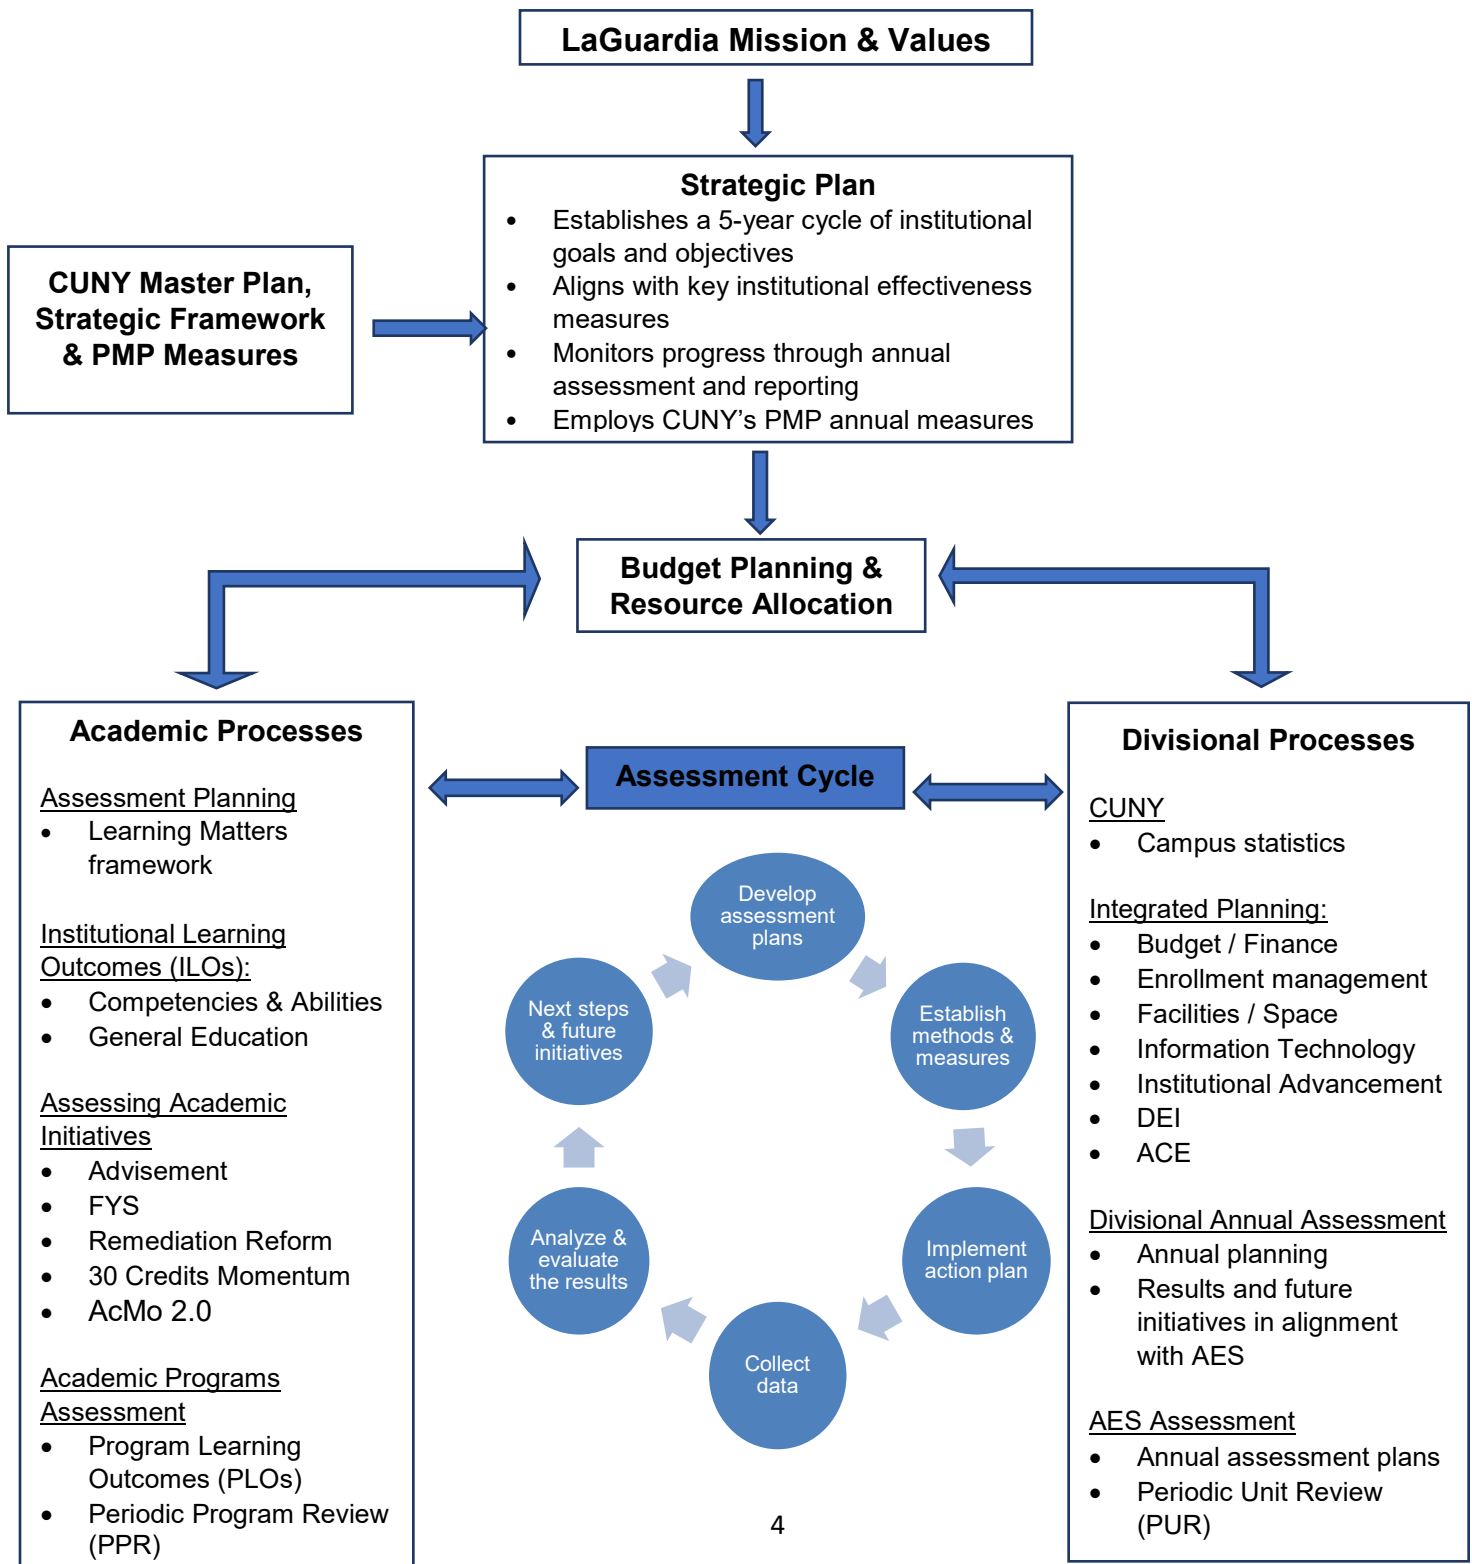 LaGuardia Mission & Values
Strategic Plan
• Establishes a 5-year cycle of institutional
goals and objectives
• Aligns with key institutional effectiveness
measures
• Monitors progress through annual
assessment and reporting
• Employs CUNY’s PMP annual measures
CUNY Master Plan,
Strategic Framework
& PMP Measures
Budget Planning &
Resource Allocation
Academic Processes
Assessment Planning
• Learning Matters
framework
Institutional Learning
Outcomes (ILOs):
• Competencies & Abilities
• General Education
Assessing Academic
Initiatives
• Advisement
• FYS
• Remediation Reform
• 30 Credits Momentum
• AcMo 2.0
Academic Programs
Assessment
• Program Learning
Outcomes (PLOs)
• Periodic Program Review
(PPR)
Assessment Cycle
Develop
assessment
plans
Establish
methods &
measures
Implement
action plan
Collect
data
Analyze &
evaluate
the results
Next steps
& future
initiatives
Divisional Processes
CUNY
• Campus statistics
Integrated Planning:
• Budget / Finance
• Enrollment management
• Facilities / Space
• Information Technology
• Institutional Advancement
• DEI
• ACE
Divisional Annual Assessment
• Annual planning
• Results and future
initiatives in alignment
with AES
AES Assessment
• Annual assessment plans
• Periodic Unit Review
(PUR)
4